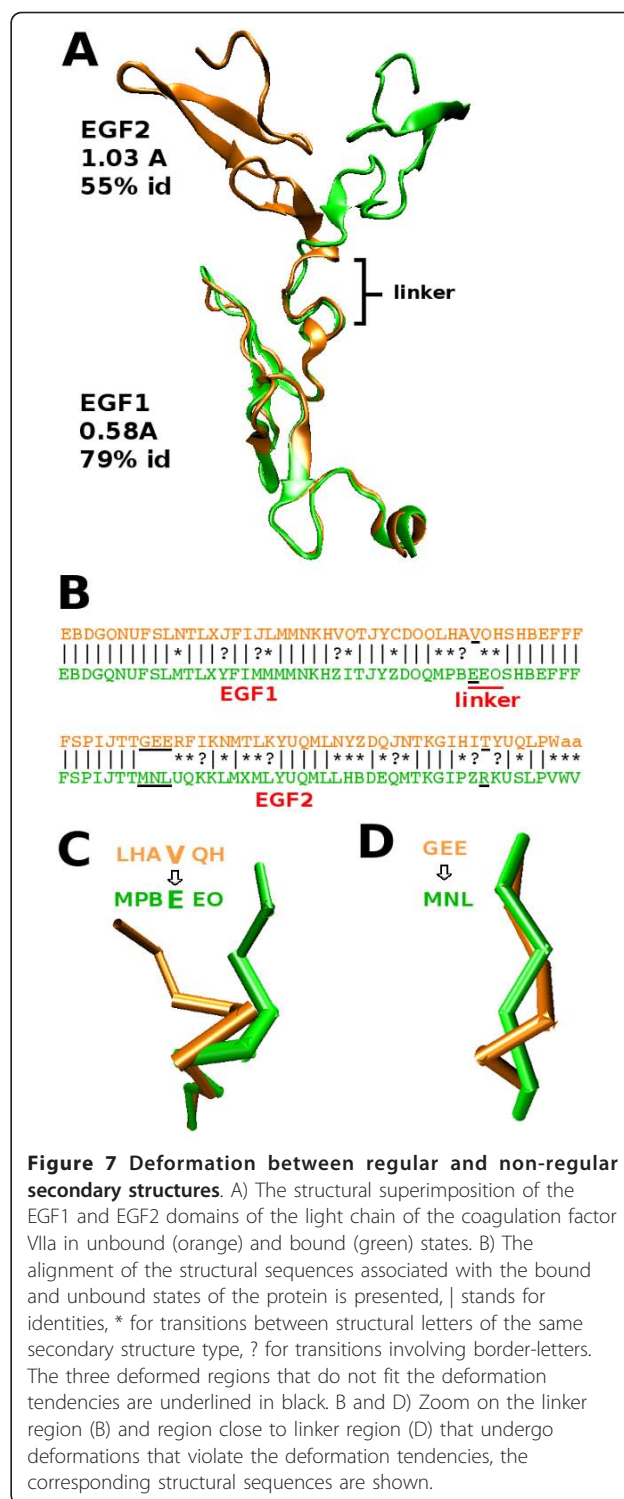 A
EGF2
1.03 A
55% id
linker
EGF1
0.58A
79% id
B
EBDGQNUFSLNTLXJFIJLMMNKHVQTJYCDOQLHAVQHSHBEFFF
||||||||||*|||?||?*|||||?*|||*|||**? **|||||||
EBDGQNUFSLMTLXYFIMMMMNKHZITJYZDOQMPBEEOSHBEFFF
EGF1 linker
FSPIJTTGEERFIKNMTLKYUQMLNYZDQJNTKGIHITYUQLPWaa
||||||| **?|*|**?|||||***|*?*||||*? ?|*||***
FSPIJTTMNLUQKKLMXMLYUQMLLHBDEQMTKGIPZRKUSLPVWV
EGF2
C
LHA V QH
MPB E EO
D
GEE
MNL
Figure 7 Deformation between regular and non-regular
secondary structures. A) The structural superimposition of the
EGF1 and EGF2 domains of the light chain of the coagulation factor
VIIa in unbound (orange) and bound (green) states. B) The
alignment of the structural sequences associated with the bound
and unbound states of the protein is presented, | stands for
identities, * for transitions between structural letters of the same
secondary structure type, ? for transitions involving border-letters.
The three deformed regions that do not fit the deformation
tendencies are underlined in black. B and D) Zoom on the linker
region (B) and region close to linker region (D) that undergo
deformations that violate the deformation tendencies, the
corresponding structural sequences are shown.